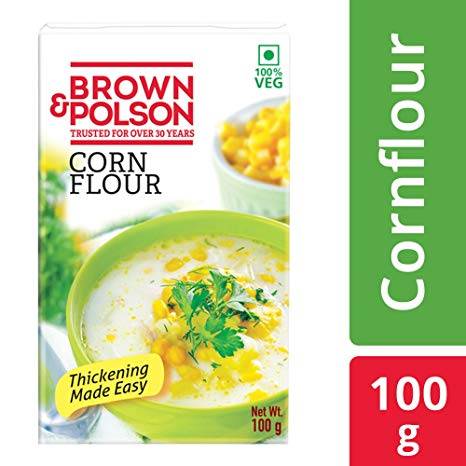 BROWN
& POLSON
TRUSTED FOR OVER 30 YEARS
CORN
FLOUR
100%
VEG
Thickening
Made Easy
Net Wt.
100 g
Cornflour
100
g